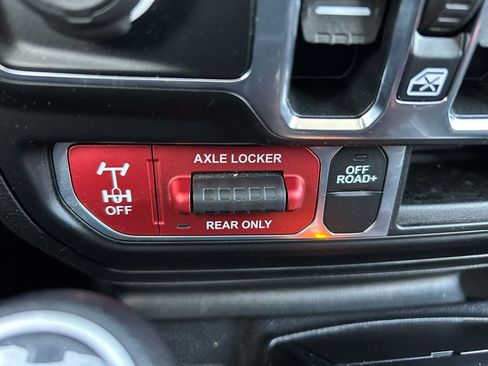 AXLE LOCKER
OFF
ROAD+
OFF
REAR ONLY